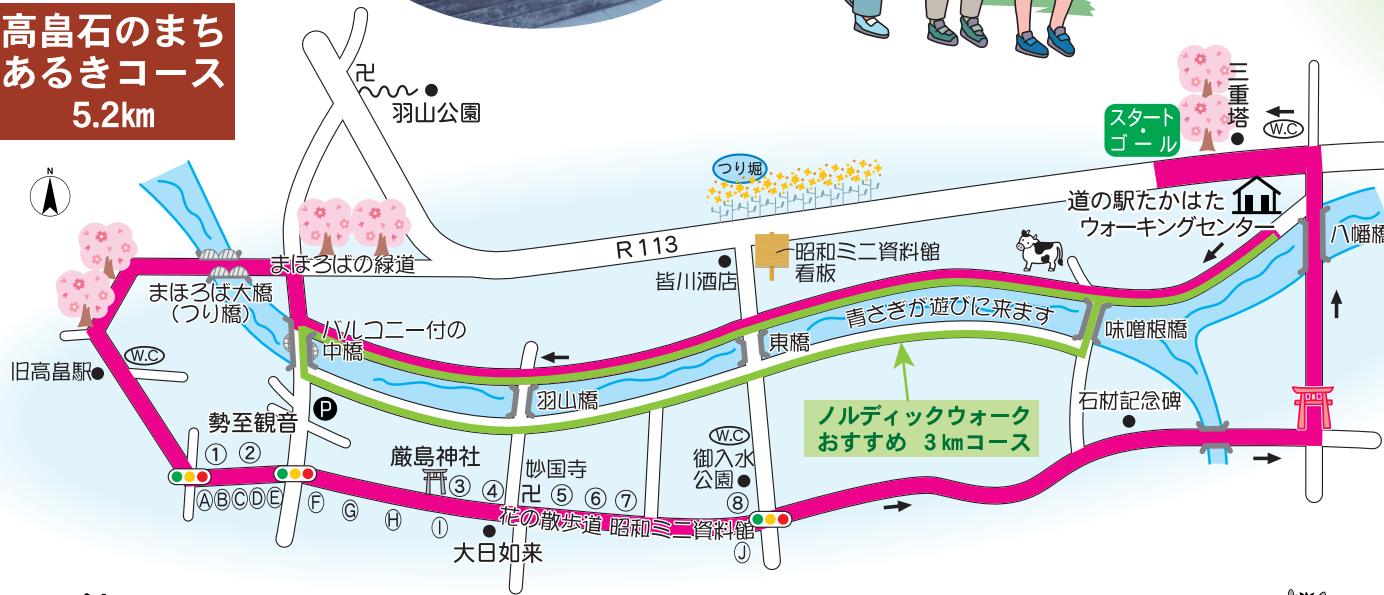 高畠石のまち
あるきコース
5.2km
卍
羽山公園
N
三重塔
W.C
スタート
・
ゴール
つり堀
道の駅たかはた
ウォーキングセンター
八幡橋
R113
昭和ミニ資料館
看板
皆川酒店
まほろばの緑道
まほろば大橋
(つり橋)
バルコニー付の
中橋
青さぎが遊びに来ます
味噌根橋
東橋
羽山橋
旧高畠駅
W.C
P
勢至観音
① ②
ⒶⒷⒸⒹⒺ
Ⓕ
Ⓖ
Ⓗ
Ⓘ
厳島神社
③ ④
妙国寺
卍 ⑤ ⑥ ⑦
花の散歩道 昭和ミニ資料館
大日如来
W.C
御入水
公園
⑧
Ⓙ
ノルディックウォーク
おすすめ 3kmコース
石材記念碑